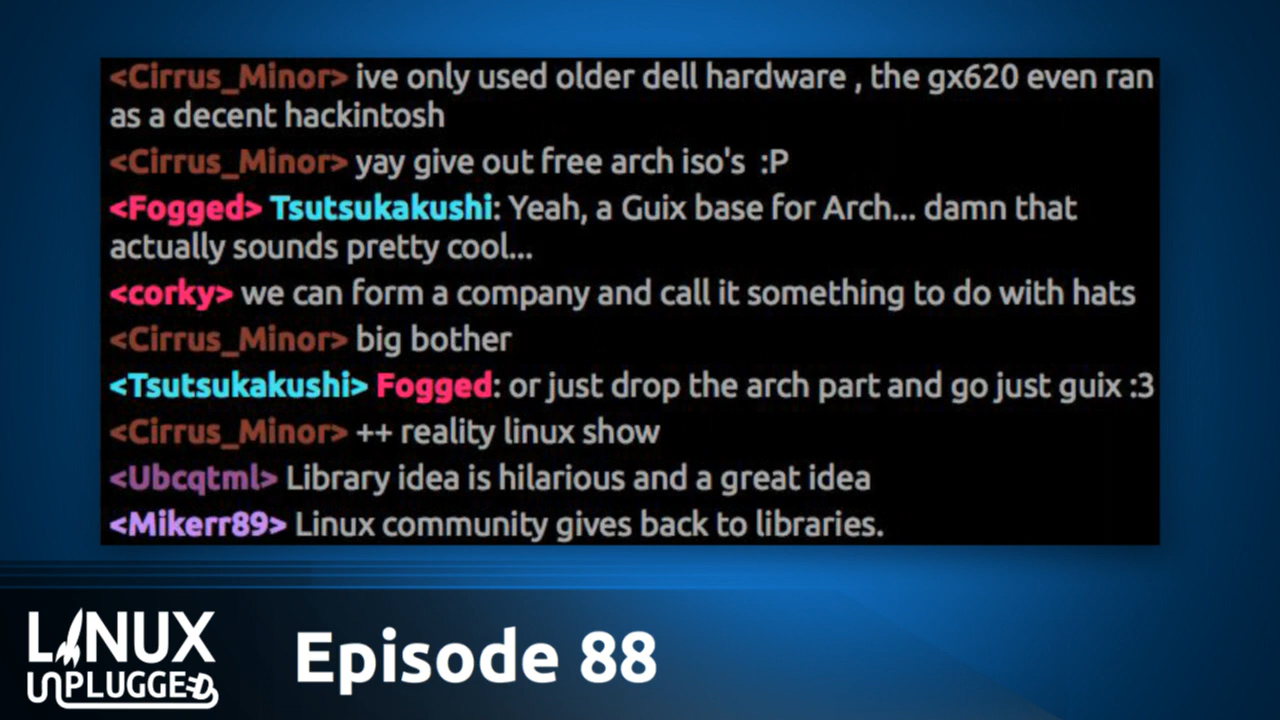 <Cirrus_Minor> ive only used older dell hardware , the gx620 even ran
as a decent hackintosh
<Cirrus_Minor> yay give out free arch iso's :P
<Fogged> Tsutsukakushi: Yeah, a Guix base for Arch... damn that
actually sounds pretty cool...
<corky> we can form a company and call it something to do with hats
<Cirrus_Minor> big bother
<Tsutsukakushi> Fogged: or just drop the arch part and go just guix :3
<Cirrus_Minor> ++ reality linux show
<Ubcqtml> Library idea is hilarious and a great idea
<Mikerr89> Linux community gives back to libraries.
LINUX
UNPLUGGED
Episode 88